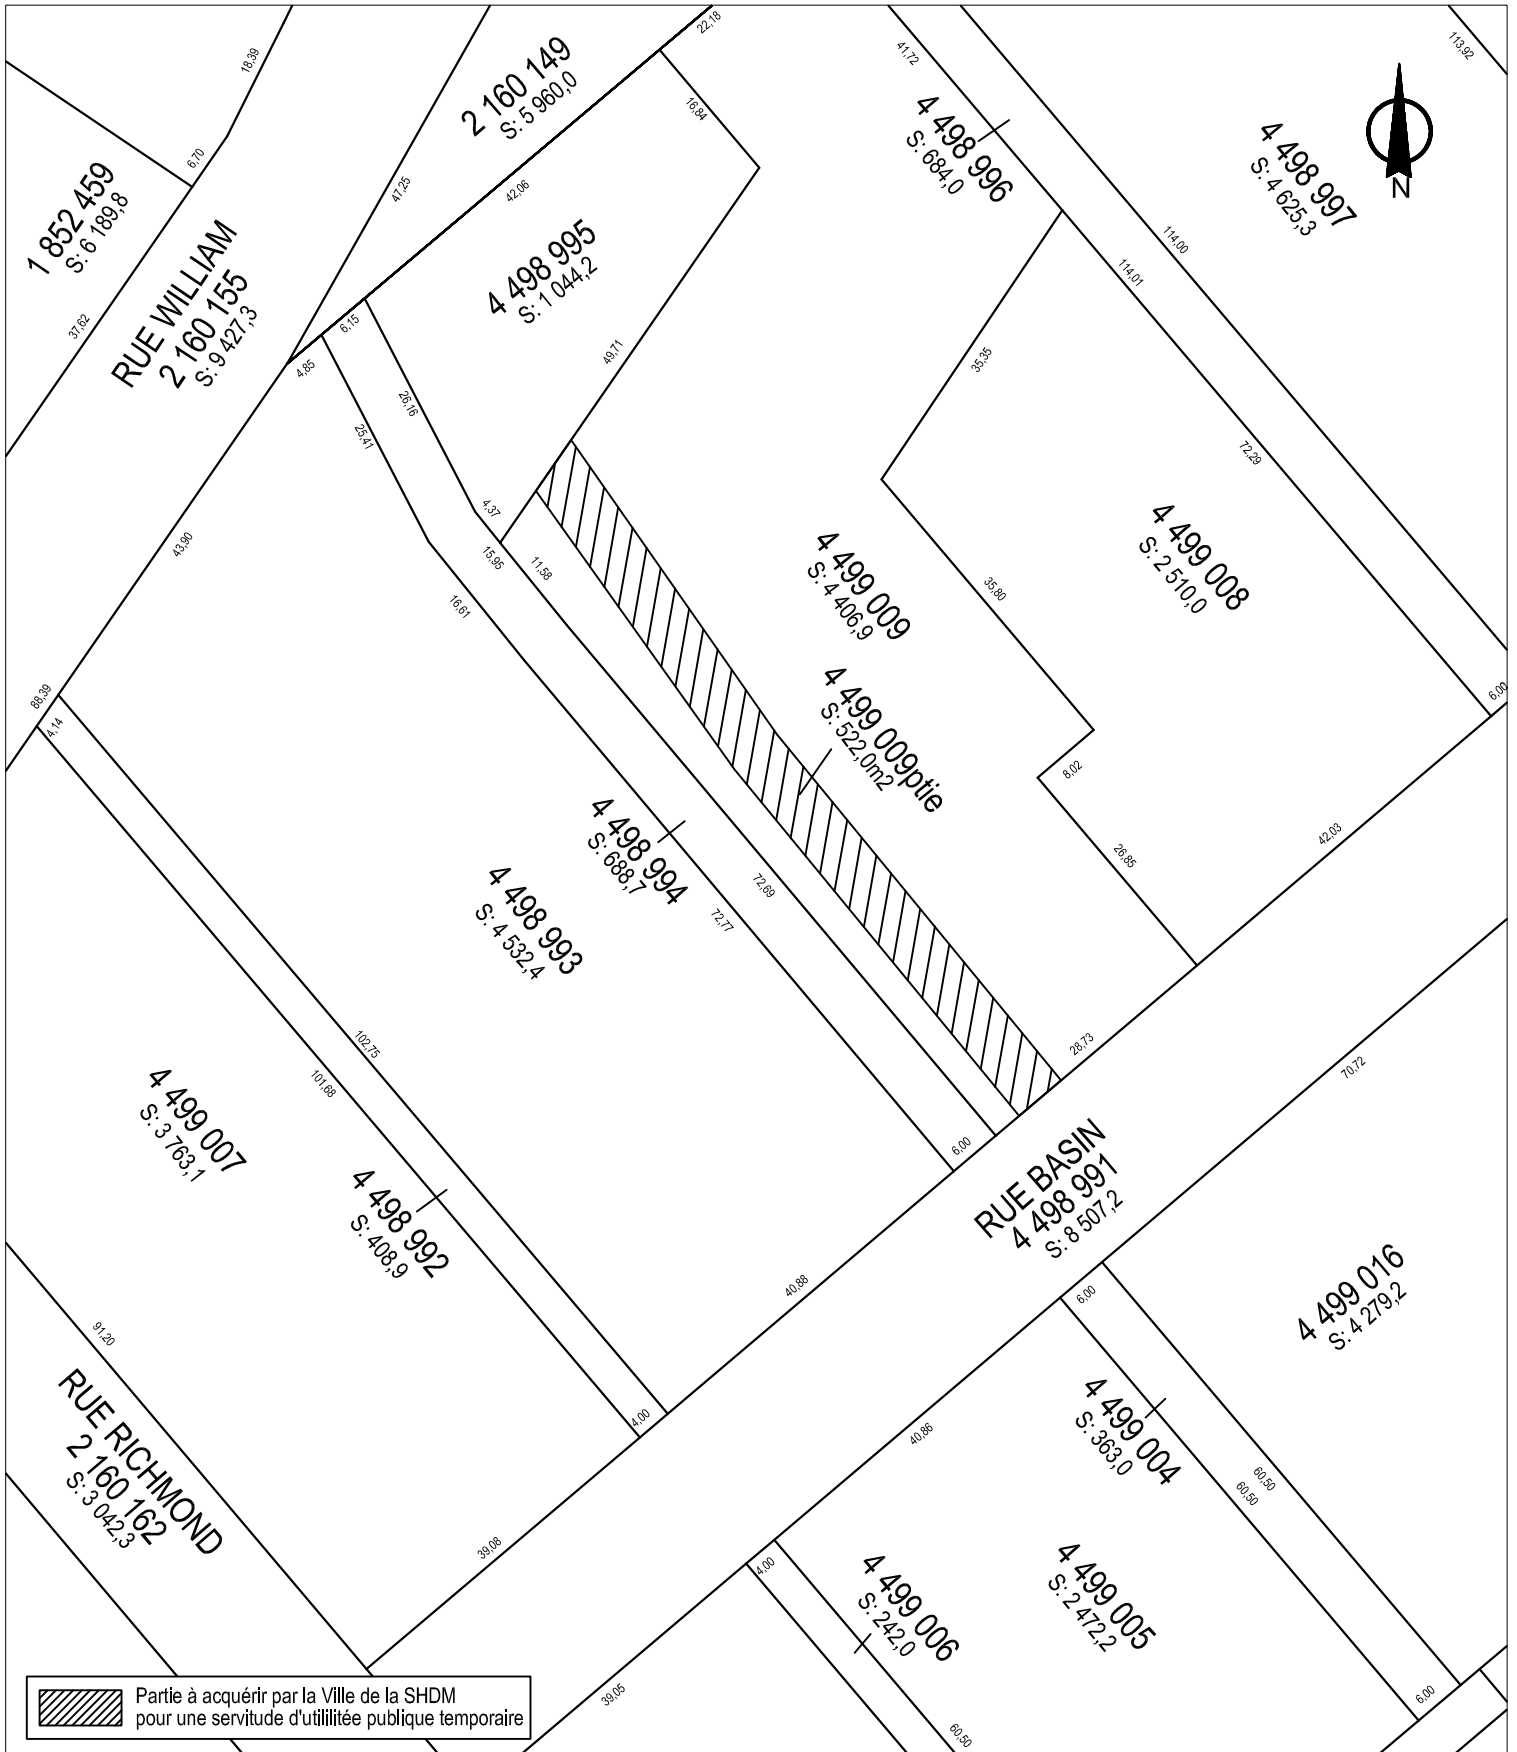 22,18
41,72
113,92
18,39
2 160 149
S: 5 960,0
16,84
4 498 996
S: 684,0
4 498 997
S: 4 625,3
N
6,70
1 852 459
S: 6 189,8
47,25
42,06
RUE WILLIAM
2 160 155
S: 9 427,3
37,62
4 498 995
S: 1 044,2
114,00
114,01
6,15
4,85
49,71
35,35
26,16
25,41
72,29
4,37
15,95
11,58
43,90
16,61
4 499 009
S: 4 406,9
35,80
4 499 008
S: 2 510,0
4 499 009ptie
S: 522,0m2
88,39
4,14
6,00
8,02
42,03
26,85
4 498 994
S: 688,7
72,69
72,77
4 498 993
S: 4 532,4
102,75
101,68
28,73
70,72
4 499 007
S: 3 763,1
6,00
RUE BASIN
4 498 991
S: 8 507,2
4 498 992
S: 408,9
40,88
6,00
4 499 016
S: 4 279,2
91,20
RUE RICHMOND
2 160 162
S: 3 042,3
4,00
40,86
4 499 004
S: 363,0
60,50
60,50
39,08
4,00
4 499 006
S: 242,0
4 499 005
S: 2 472,2
39,05
60,50
6,00
Partie à acquérir par la Ville de la SHDM
pour une servitude d'utililitée publique temporaire